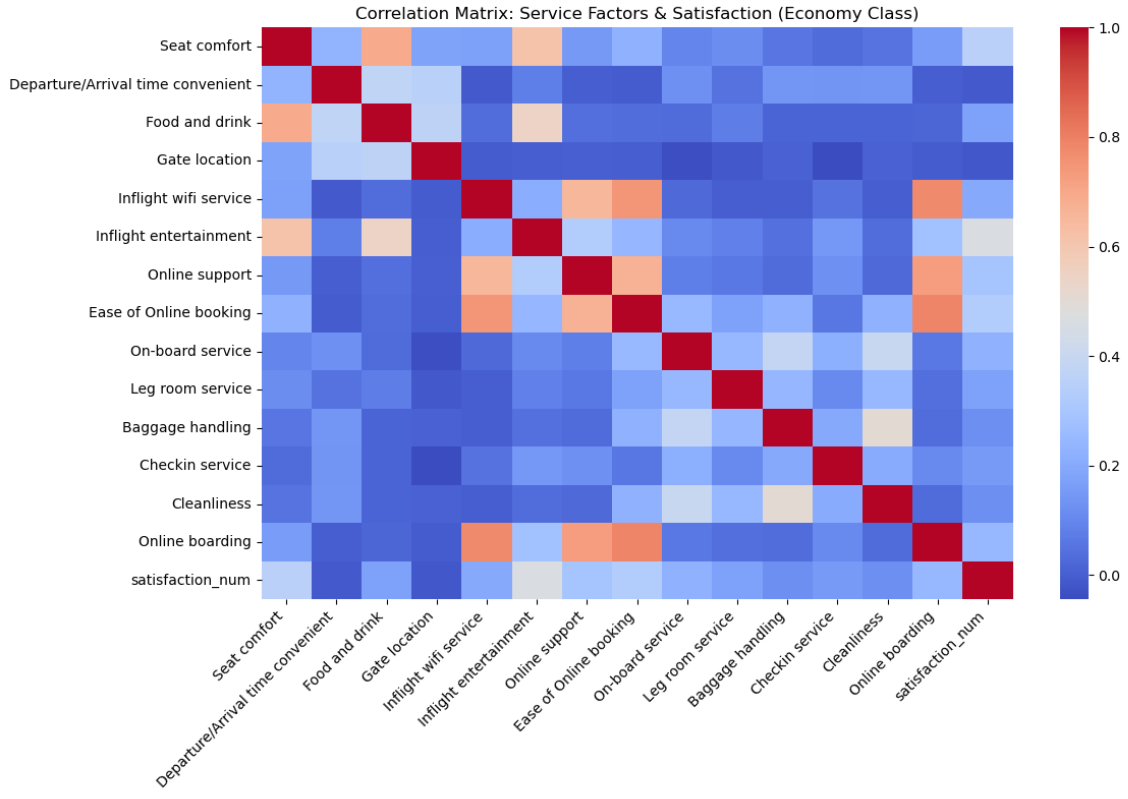 Correlation Matrix: Service Factors & Satisfaction (Economy Class)
Seat comfort
Departure/Arrival time convenient
Food and drink
Gate location
Inflight wifi service
Inflight entertainment
Online support
Ease of Online booking
On-board service
Leg room service
Baggage handling
Checkin service
Cleanliness
Online boarding
satisfaction_num
Seat comfort
Departure/Arrival time convenient
Food and drink
Gate location
Inflight wifi service
Inflight entertainment
Online support
Ease of Online booking
On-board service
Leg room service
Baggage handling
Checkin service
Cleanliness
Online boarding
satisfaction_num
1.0
0.8
0.6
0.4
0.2
0.0